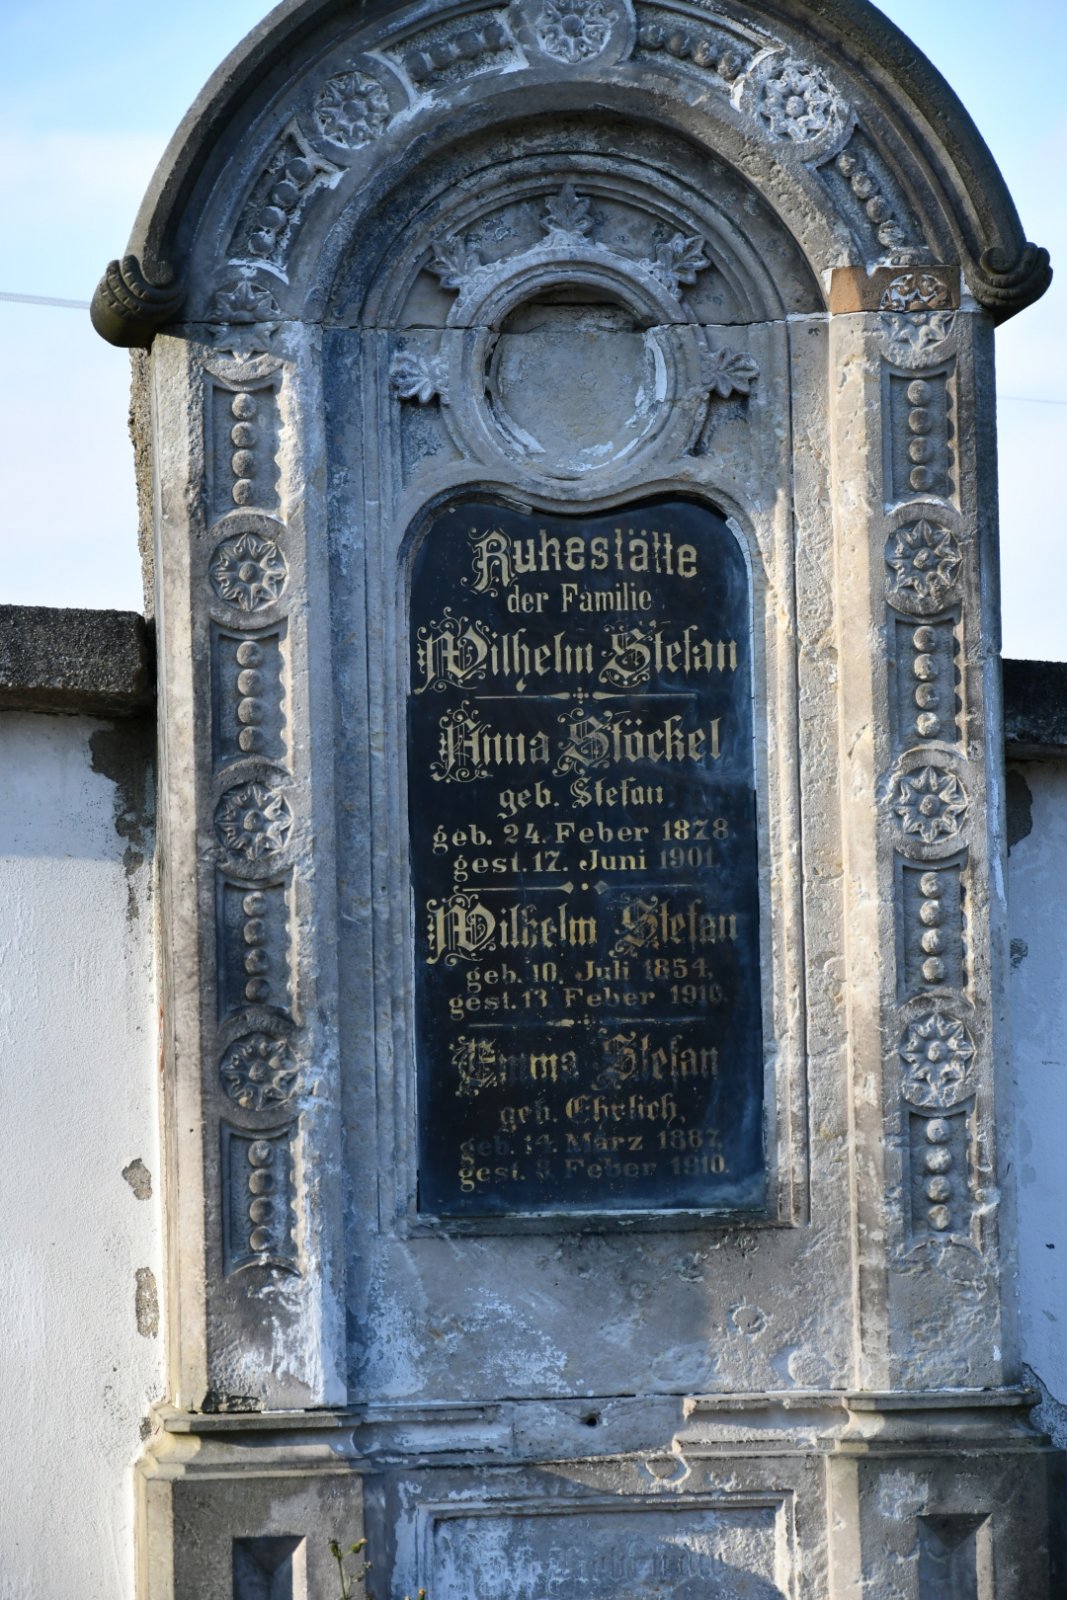 Ruhestätte
der Familie
Wilhelm Stefan
Anna Stöckel
geb. Stefan
geb. 24. Feber 1878.
gest. 17. Juni 1901.
Wilhelm Stefan
geb. 10. Juli 1854,
gest. 13. Feber 1910.
Emma Stefan
geb. Ehrlich,
geb. 14. März 1867.
gest. Feber 1910.